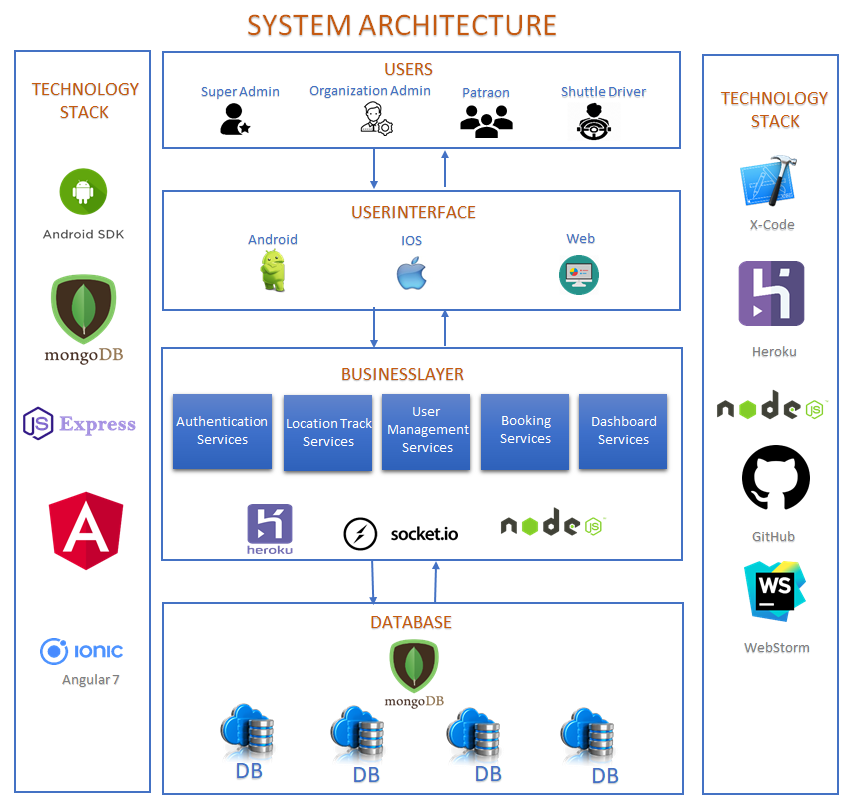 SYSTEM ARCHITECTURE
TECHNOLOGY
STACK
Android SDK
mongoDB
JS Express
A
IONIC
Angular 7
USERS
Super Admin
Organization Admin
Patraon
Shuttle Driver
USERINTERFACE
Android
IOS
Web
BUSINESSLAYER
Authentication
Services
Location Track
Services
User
Management
Services
Booking
Services
Dashboard
Services
heroku
socket.io
node JS
DATABASE
mongoDB
DB
DB
DB
DB
TECHNOLOGY
STACK
X-Code
Heroku
node JS
GitHub
WS
WebStorm